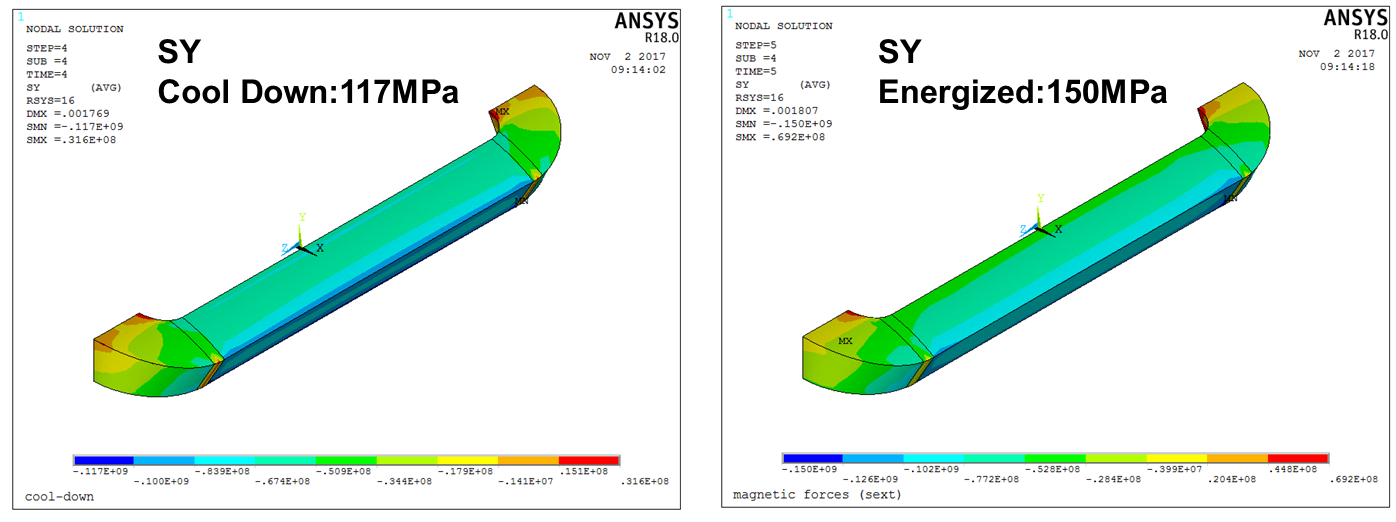 1
NODAL SOLUTION
STEP=4
SUB =4
TIME=4
SY (AVG)
RSYS=16
DMX =.001769
SMN =-.117E+09
SMX =.316E+08
SY
Cool Down:117MPa
ANSYS
R18.0
NOV 2 2017
09:14:02
MX
MN
Y
Z
X
-.117E+09
-.100E+09
-.839E+08
-.674E+08
-.509E+08
-.344E+08
-.179E+08
-.141E+07
.151E+08
.316E+08
cool-down
1
NODAL SOLUTION
STEP=5
SUB =4
TIME=5
SY (AVG)
RSYS=16
DMX =.001807
SMN =-.150E+09
SMX =.692E+08
SY
Energized:150MPa
ANSYS
R18.0
NOV 2 2017
09:14:18
MN
Y
Z
X
MX
-.150E+09
-.126E+09
-.102E+09
-.772E+08
-.528E+08
-.284E+08
-.399E+07
.204E+08
.448E+08
.692E+08
magnetic forces (sext)